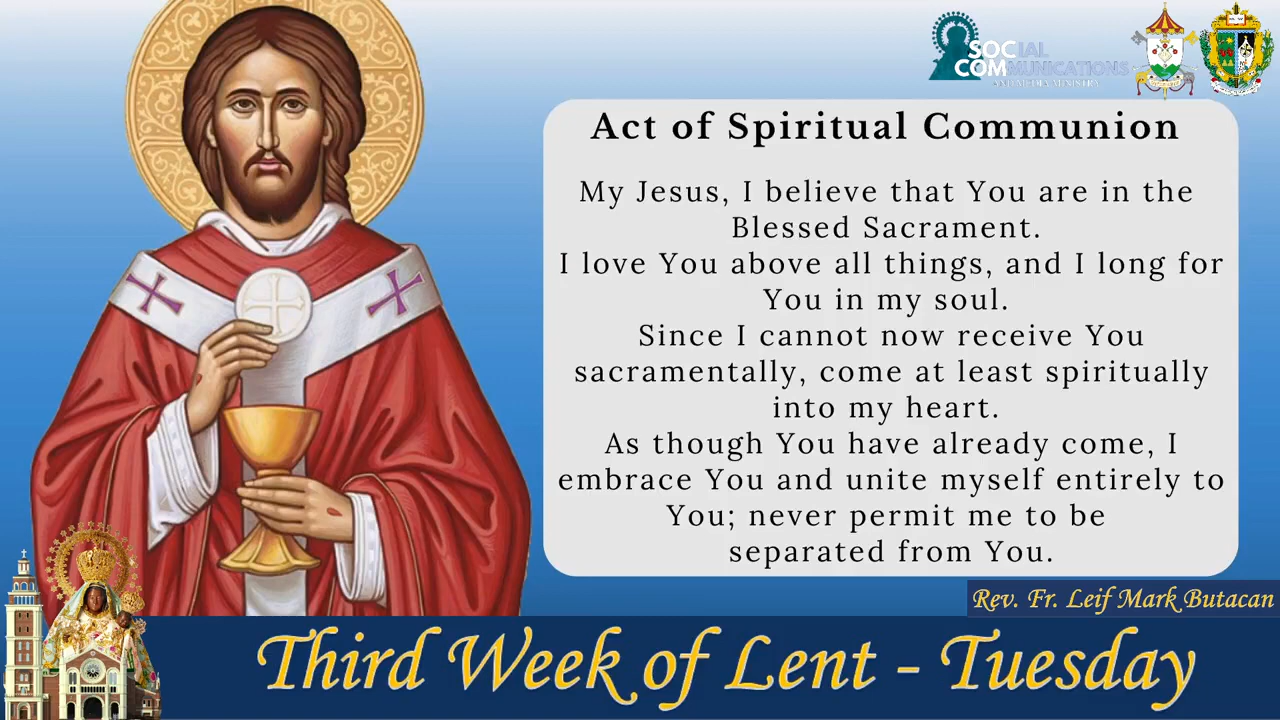 SOCIAL
COMMUNICATIONS
AND MEDIA MINISTRY
Act of Spiritual Communion
My Jesus, I believe that You are in the
Blessed Sacrament.
I love You above all things, and I long for
You in my soul.
Since I cannot now receive You
sacramentally, come at least spiritually
into my heart.
As though You have already come, I
embrace You and unite myself entirely to
You; never permit me to be
separated from You.
Rev. Fr. Leif Mark Butacan
Third Week of Lent - Tuesday